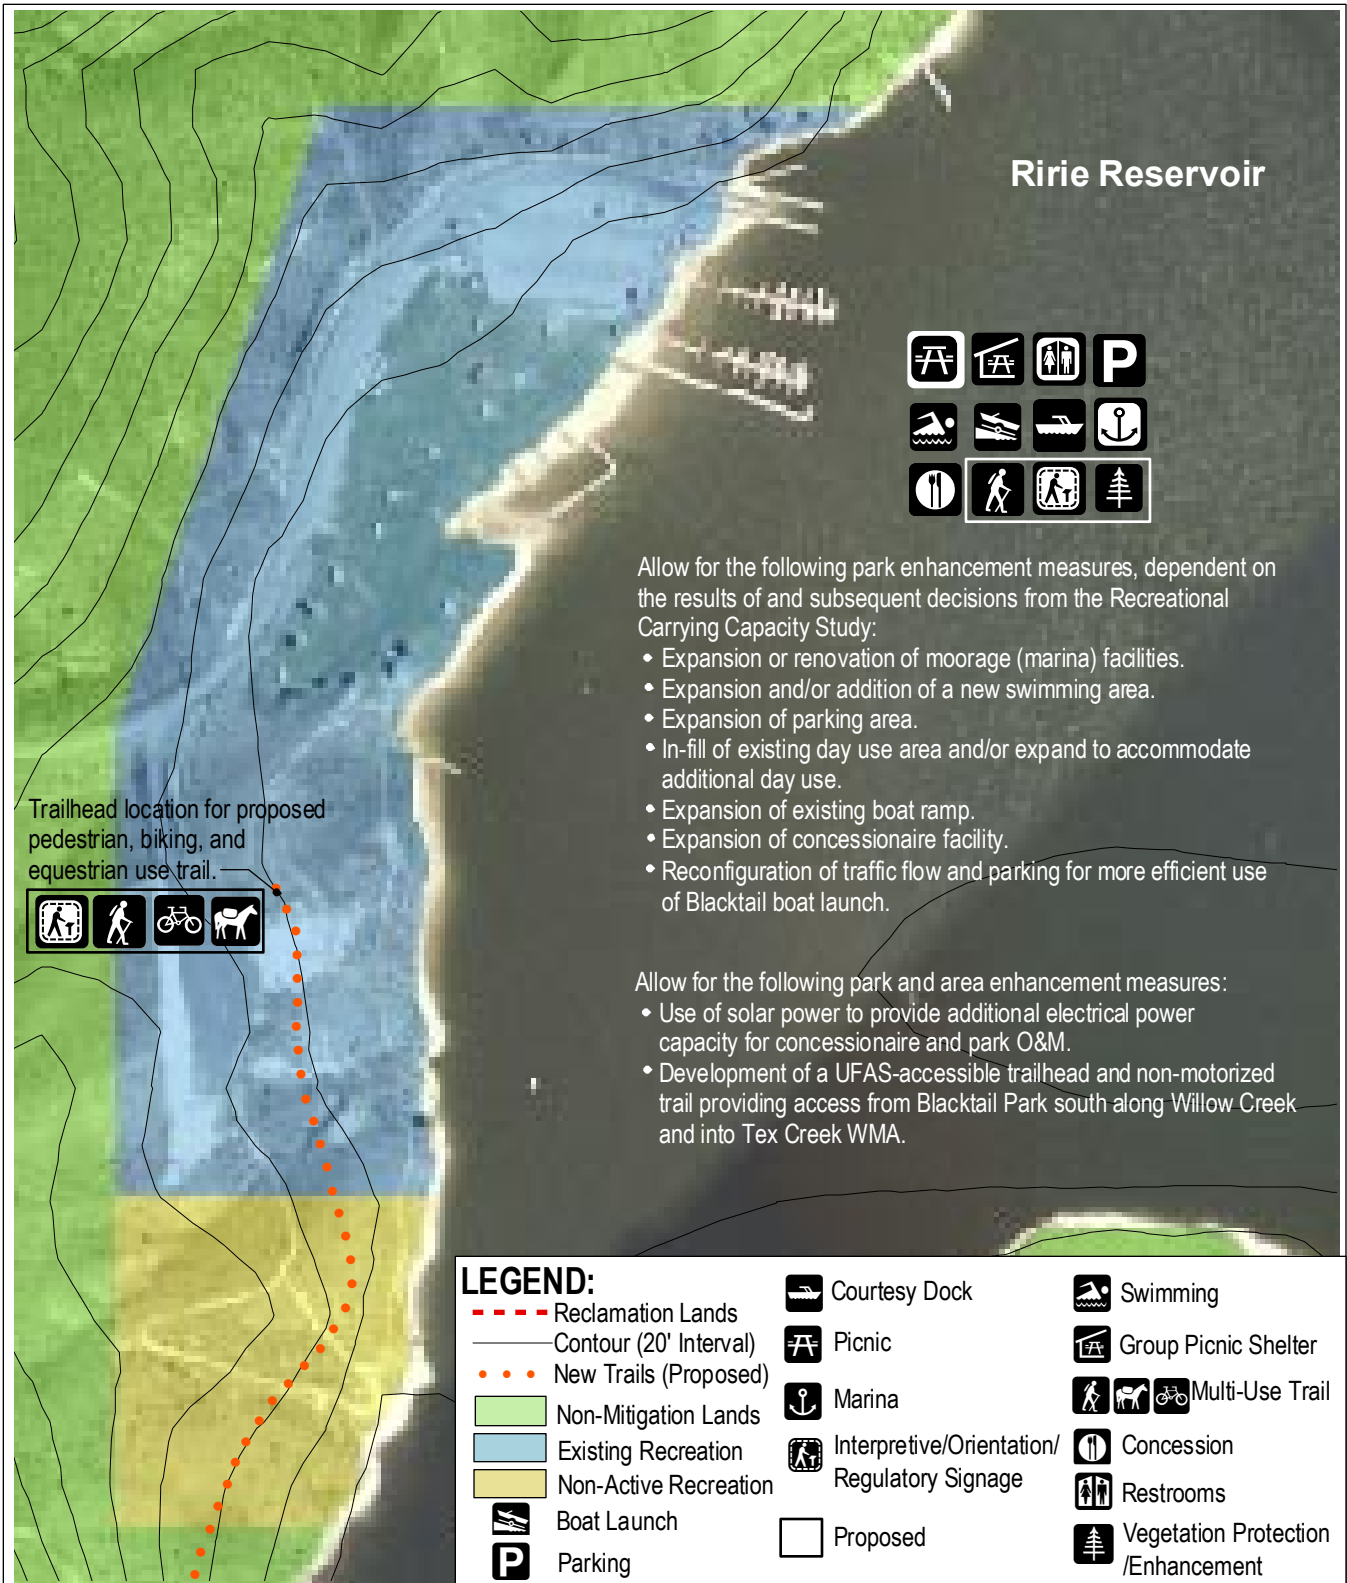 Ririe Reservoir
P
Allow for the following park enhancement measures, dependent on
the results of and subsequent decisions from the Recreational
Carrying Capacity Study:
• Expansion or renovation of moorage (marina) facilities.
• Expansion and/or addition of a new swimming area.
• Expansion of parking area.
• In-fill of existing day use area and/or expand to accommodate
additional day use.
• Expansion of existing boat ramp.
• Expansion of concessionaire facility.
• Reconfiguration of traffic flow and parking for more efficient use
of Blacktail boat launch.
Trailhead location for proposed
pedestrian, biking, and
equestrian use trail.
Allow for the following park and area enhancement measures:
• Use of solar power to provide additional electrical power
capacity for concessionaire and park O&M.
• Development of a UFAS-accessible trailhead and non-motorized
trail providing access from Blacktail Park south along Willow Creek
and into Tex Creek WMA.
LEGEND:
Reclamation Lands
Contour (20' Interval)
New Trails (Proposed)
Non-Mitigation Lands
Existing Recreation
Non-Active Recreation
Boat Launch
P Parking
Courtesy Dock
Picnic
Marina
Interpretive/Orientation/
Regulatory Signage
Proposed
Swimming
Group Picnic Shelter
Multi-Use Trail
Concession
Restrooms
Vegetation Protection
/Enhancement